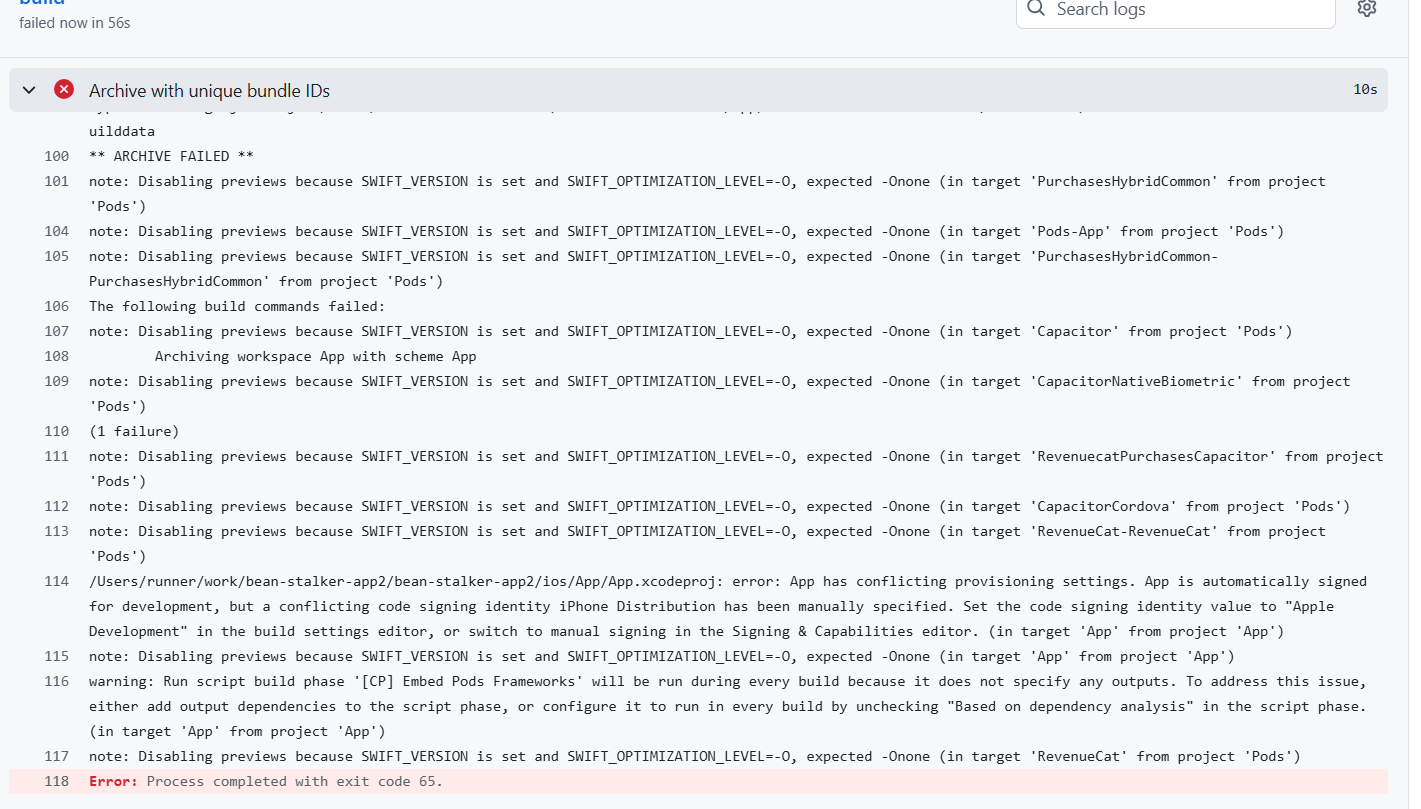 build
failed now in 56s
Search logs
Archive with unique bundle IDs
10s
uilddata
100 ** ARCHIVE FAILED **
101 note: Disabling previews because SWIFT_VERSION is set and SWIFT_OPTIMIZATION_LEVEL=-O, expected -Onone (in target 'PurchasesHybridCommon' from project
'Pods')
104 note: Disabling previews because SWIFT_VERSION is set and SWIFT_OPTIMIZATION_LEVEL=-O, expected -Onone (in target 'Pods-App' from project 'Pods')
105 note: Disabling previews because SWIFT_VERSION is set and SWIFT_OPTIMIZATION_LEVEL=-O, expected -Onone (in target 'PurchasesHybridCommon-
PurchasesHybridCommon' from project 'Pods')
106 The following build commands failed:
107 note: Disabling previews because SWIFT_VERSION is set and SWIFT_OPTIMIZATION_LEVEL=-O, expected -Onone (in target 'Capacitor' from project 'Pods')
108 Archiving workspace App with scheme App
109 note: Disabling previews because SWIFT_VERSION is set and SWIFT_OPTIMIZATION_LEVEL=-O, expected -Onone (in target 'CapacitorNativeBiometric' from project
'Pods')
110 (1 failure)
111 note: Disabling previews because SWIFT_VERSION is set and SWIFT_OPTIMIZATION_LEVEL=-O, expected -Onone (in target 'RevenuecatPurchasesCapacitor' from project
'Pods')
112 note: Disabling previews because SWIFT_VERSION is set and SWIFT_OPTIMIZATION_LEVEL=-O, expected -Onone (in target 'CapacitorCordova' from project 'Pods')
113 note: Disabling previews because SWIFT_VERSION is set and SWIFT_OPTIMIZATION_LEVEL=-O, expected -Onone (in target 'RevenueCat-RevenueCat' from project
'Pods')
114 /Users/runner/work/bean-stalker-app2/bean-stalker-app2/ios/App/App.xcodeproj: error: App has conflicting provisioning settings. App is automatically signed
for development, but a conflicting code signing identity iPhone Distribution has been manually specified. Set the code signing identity value to "Apple
Development" in the build settings editor, or switch to manual signing in the Signing & Capabilities editor. (in target 'App' from project 'App')
115 note: Disabling previews because SWIFT_VERSION is set and SWIFT_OPTIMIZATION_LEVEL=-O, expected -Onone (in target 'App' from project 'App')
116 warning: Run script build phase '[CP] Embed Pods Frameworks' will be run during every build because it does not specify any outputs. To address this issue,
either add output dependencies to the script phase, or configure it to run in every build by unchecking "Based on dependency analysis" in the script phase.
(in target 'App' from project 'App')
117 note: Disabling previews because SWIFT_VERSION is set and SWIFT_OPTIMIZATION_LEVEL=-O, expected -Onone (in target 'RevenueCat' from project 'Pods')
118 Error: Process completed with exit code 65.